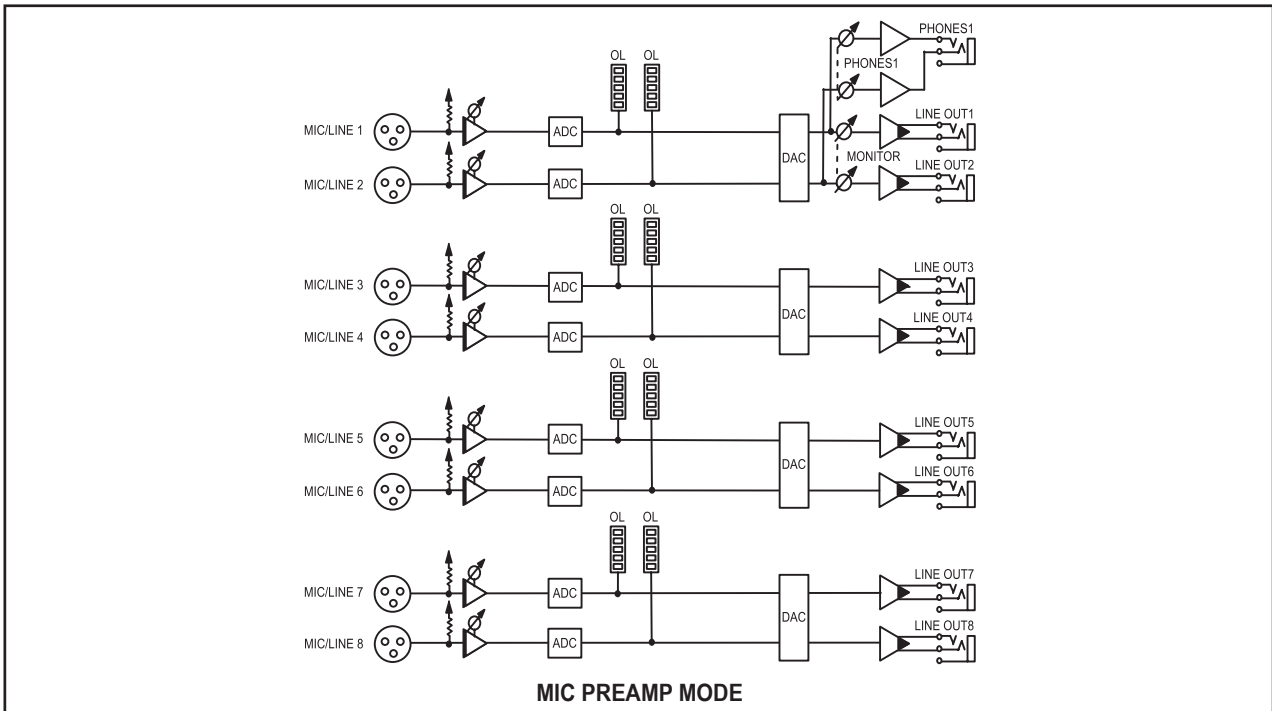 PHONES1
OL OL
PHONES1
MIC/LINE 1 ADC LINE OUT1
DAC
MONITOR
MIC/LINE 2 ADC LINE OUT2
OL OL
MIC/LINE 3 ADC LINE OUT3
DAC
MIC/LINE 4 ADC LINE OUT4
OL OL
MIC/LINE 5 ADC LINE OUT5
DAC
MIC/LINE 6 ADC LINE OUT6
OL OL
MIC/LINE 7 ADC LINE OUT7
DAC
MIC/LINE 8 ADC LINE OUT8
MIC PREAMP MODE